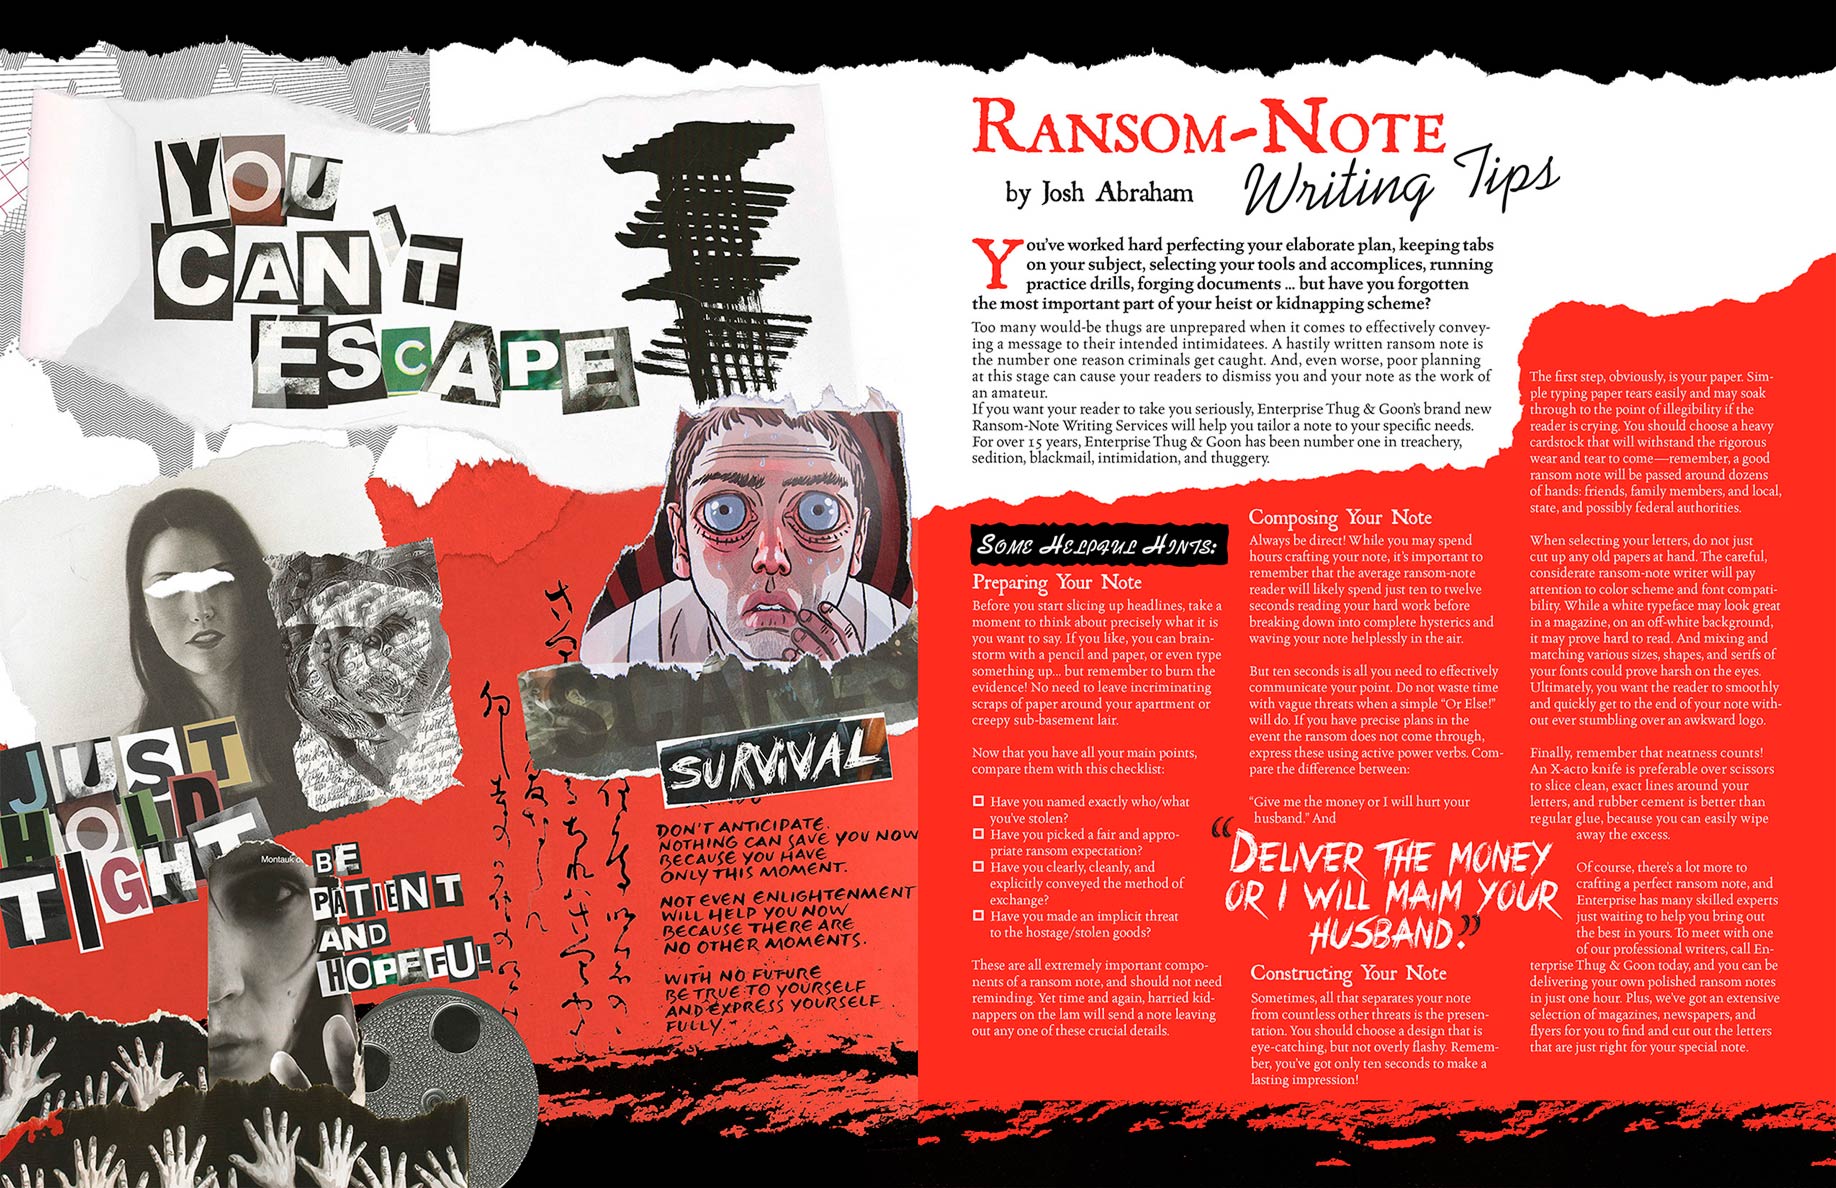 YOU
CAN'T
ESCAPE
JUST
HOLD
TIGHT
Montauk
BE
PATIENT
AND
HOPEFUL
SCARES
SURVIVAL
DON'T ANTICIPATE.
NOTHING CAN SAVE YOU NOW
BECAUSE YOU HAVE
ONLY THIS MOMENT.
NOT EVEN ENLIGHTENMENT
WILL HELP YOU NOW
BECAUSE THERE ARE
NO OTHER MOMENTS.
WITH NO FUTURE
BE TRUE TO YOURSELF
AND EXPRESS YOURSELF
FULLY.
RANSOM-NOTE
Writing Tips
by Josh Abraham
You've worked hard perfecting your elaborate plan, keeping tabs
on your subject, selecting your tools and accomplices, running
practice drills, forging documents ... but have you forgotten
the most important part of your heist or kidnapping scheme?
Too many would-be thugs are unprepared when it comes to effectively convey-
ing a message to their intended intimidatees. A hastily written ransom note is
the number one reason criminals get caught. And, even worse, poor planning
at this stage can cause your readers to dismiss you and your note as the work of
an amateur.
If you want your reader to take you seriously, Enterprise Thug & Goon's brand new
Ransom-Note Writing Services will help you tailor a note to your specific needs.
For over 15 years, Enterprise Thug & Goon has been number one in treachery,
sedition, blackmail, intimidation, and thuggery.
SOME HELPFUL HINTS:
Preparing Your Note
Before you start slicing up headlines, take a
moment to think about precisely what it is
you want to say. If you like, you can brain-
storm with a pencil and paper, or even type
something up... but remember to burn the
evidence! No need to leave incriminating
scraps of paper around your apartment or
creepy sub-basement lair.
Now that you have all your main points,
compare them with this checklist:
Have you named exactly who/what
you've stolen?
Have you picked a fair and appro-
priate ransom expectation?
Have you clearly, cleanly, and
explicitly conveyed the method of
exchange?
Have you made an implicit threat
to the hostage/stolen goods?
These are all extremely important compo-
nents of a ransom note, and should not need
reminding. Yet time and again, harried kid-
nappers on the lam will send a note leaving
out any one of these crucial details.
Composing Your Note
Always be direct! While you may spend
hours crafting your note, it's important to
remember that the average ransom-note
reader will likely spend just ten to twelve
seconds reading your hard work before
breaking down into complete hysterics and
waving your note helplessly in the air.
But ten seconds is all you need to effectively
communicate your point. Do not waste time
with vague threats when a simple "Or Else!"
will do. If you have precise plans in the
event the ransom does not come through,
express these using active power verbs. Com-
pare the difference between:
"Give me the money or I will hurt your
husband." And
"DELIVER THE MONEY
OR I WILL MAIM YOUR
HUSBAND."
Constructing Your Note
Sometimes, all that separates your note
from countless other threats is the presen-
tation. You should choose a design that is
eye-catching, but not overly flashy. Remem-
ber, you've got only ten seconds to make a
lasting impression!
The first step, obviously, is your paper. Sim-
ple typing paper tears easily and may soak
through to the point of illegibility if the
reader is crying. You should choose a heavy
cardstock that will withstand the rigorous
wear and tear to come—remember, a good
ransom note will be passed around dozens
of hands: friends, family members, and local,
state, and possibly federal authorities.
When selecting your letters, do not just
cut up any old papers at hand. The careful,
considerate ransom-note writer will pay
attention to color scheme and font compati-
bility. While a white typeface may look great
in a magazine, on an off-white background,
it may prove hard to read. And mixing and
matching various sizes, shapes, and serifs of
your fonts could prove harsh on the eyes.
Ultimately, you want the reader to smoothly
and quickly get to the end of your note with-
out ever stumbling over an awkward logo.
Finally, remember that neatness counts!
An X-acto knife is preferable over scissors
to slice clean, exact lines around your
letters, and rubber cement is better than
regular glue, because you can easily wipe
away the excess.
Of course, there's a lot more to
crafting a perfect ransom note, and
Enterprise has many skilled experts
just waiting to help you bring out
the best in yours. To meet with one
of our professional writers, call En-
terprise Thug & Goon today, and you can be
delivering your own polished ransom notes
in just one hour. Plus, we've got an extensive
selection of magazines, newspapers, and
flyers for you to find and cut out the letters
that are just right for your special note.